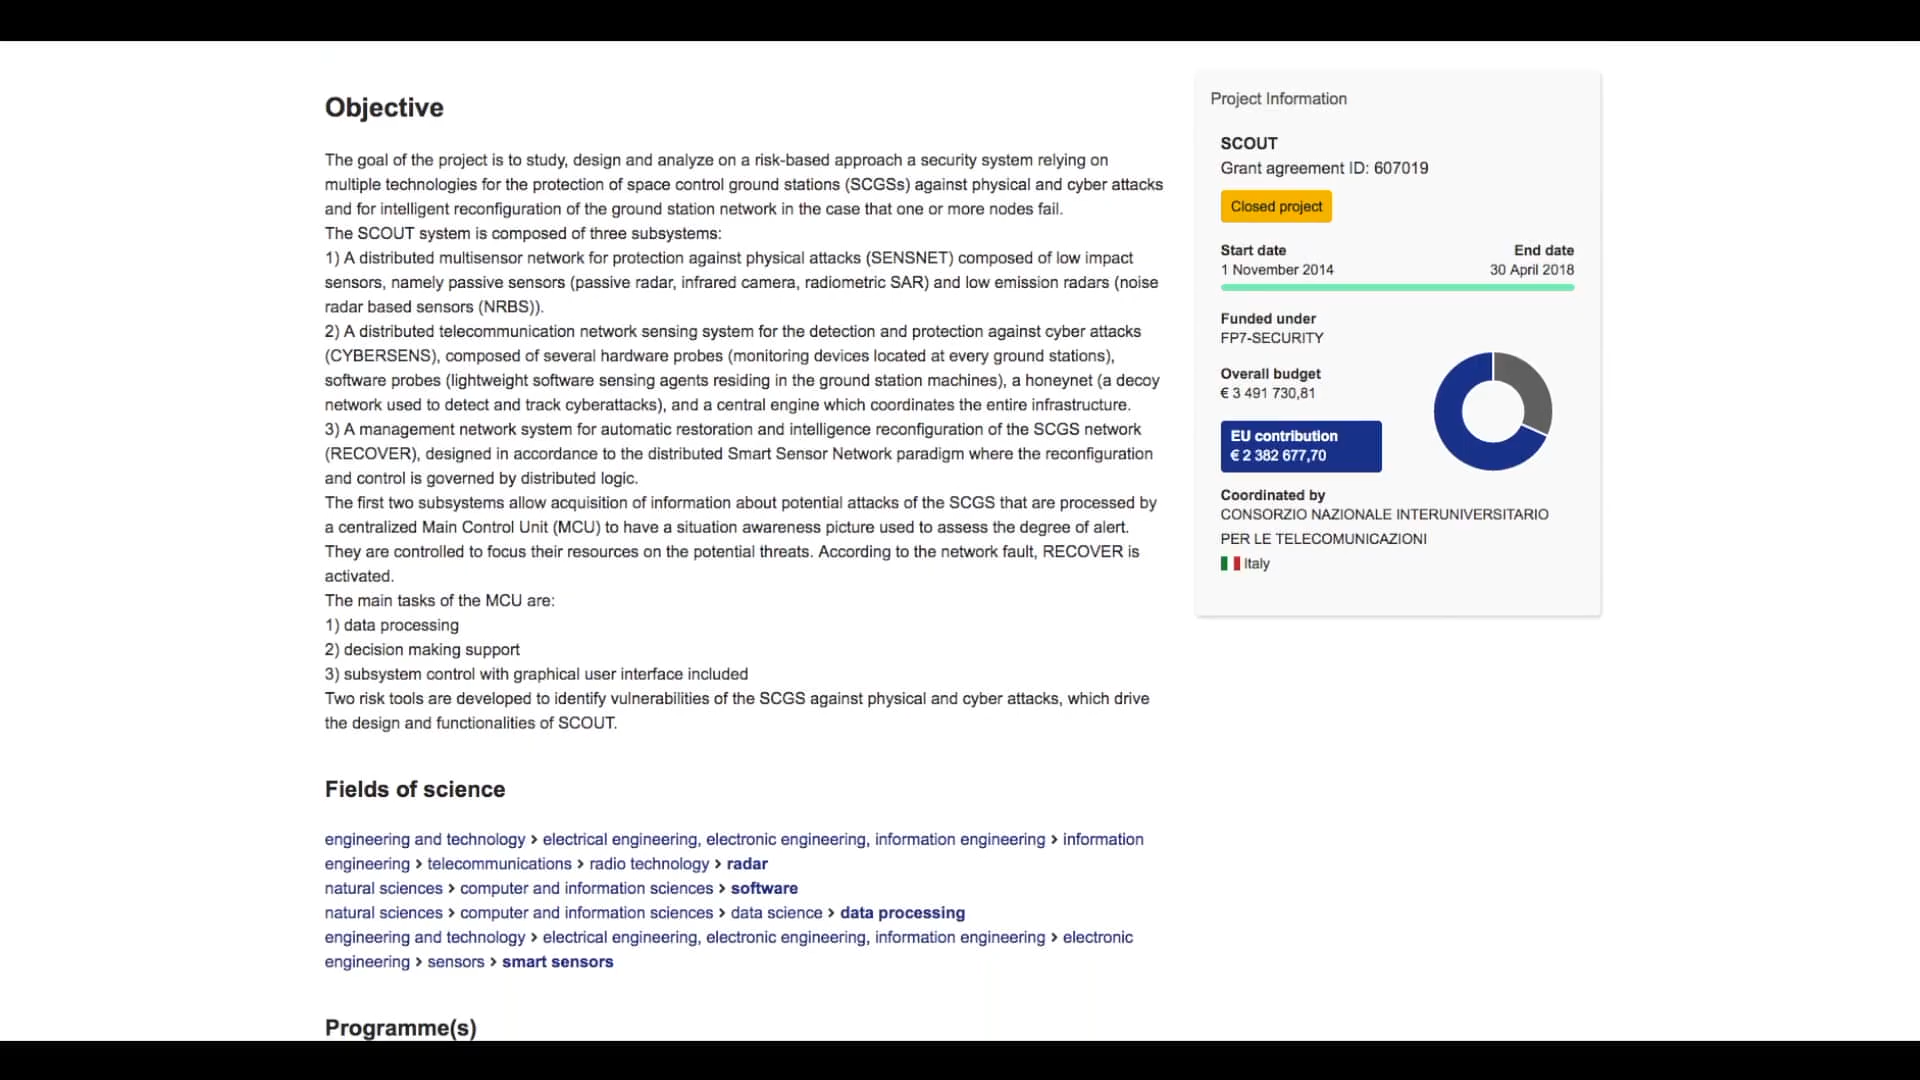 Objective
The goal of the project is to study, design and analyze on a risk-based approach a security system relying on
multiple technologies for the protection of space control ground stations (SCGSs) against physical and cyber attacks
and for intelligent reconfiguration of the ground station network in the case that one or more nodes fail.
The SCOUT system is composed of three subsystems:
1) A distributed multisensor network for protection against physical attacks (SENSNET) composed of low impact
sensors, namely passive sensors (passive radar, infrared camera, radiometric SAR) and low emission radars (noise
radar based sensors (NRBS)).
2) A distributed telecommunication network sensing system for the detection and protection against cyber attacks
(CYBERSENS), composed of several hardware probes (monitoring devices located at every ground stations),
software probes (lightweight software sensing agents residing in the ground station machines), a honeynet (a decoy
network used to detect and track cyberattacks), and a central engine which coordinates the entire infrastructure.
3) A management network system for automatic restoration and intelligence reconfiguration of the SCGS network
(RECOVER), designed in accordance to the distributed Smart Sensor Network paradigm where the reconfiguration
and control is governed by distributed logic.
The first two subsystems allow acquisition of information about potential attacks of the SCGS that are processed by
a centralized Main Control Unit (MCU) to have a situation awareness picture used to assess the degree of alert.
They are controlled to focus their resources on the potential threats. According to the network fault, RECOVER is
activated.
The main tasks of the MCU are:
1) data processing
2) decision making support
3) subsystem control with graphical user interface included
Two risk tools are developed to identify vulnerabilities of the SCGS against physical and cyber attacks, which drive
the design and functionalities of SCOUT.
Fields of science
engineering and technology › electrical engineering, electronic engineering, information engineering › information
engineering › telecommunications › radio technology › radar
natural sciences › computer and information sciences › software
natural sciences › computer and information sciences › data science › data processing
engineering and technology › electrical engineering, electronic engineering, information engineering › electronic
engineering › sensors › smart sensors
Programme(s)
Project Information
SCOUT
Grant agreement ID: 607019
Closed project
Start date End date
1 November 2014 30 April 2018
Funded under
FP7-SECURITY
Overall budget
€ 3 491 730,81
EU contribution
€ 2 382 677,70
Coordinated by
CONSORZIO NAZIONALE INTERUNIVERSITARIO
PER LE TELECOMUNICAZIONI
Italy